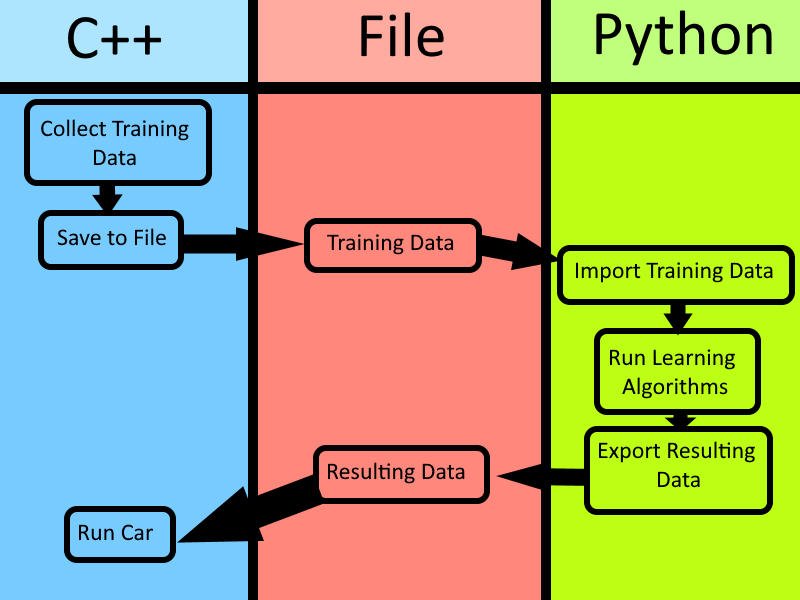 C++
File
Python
Collect Training
Data
Save to File
Training Data
Import Training Data
Run Learning
Algorithms
Export Resulting
Data
Resulting Data
Run Car